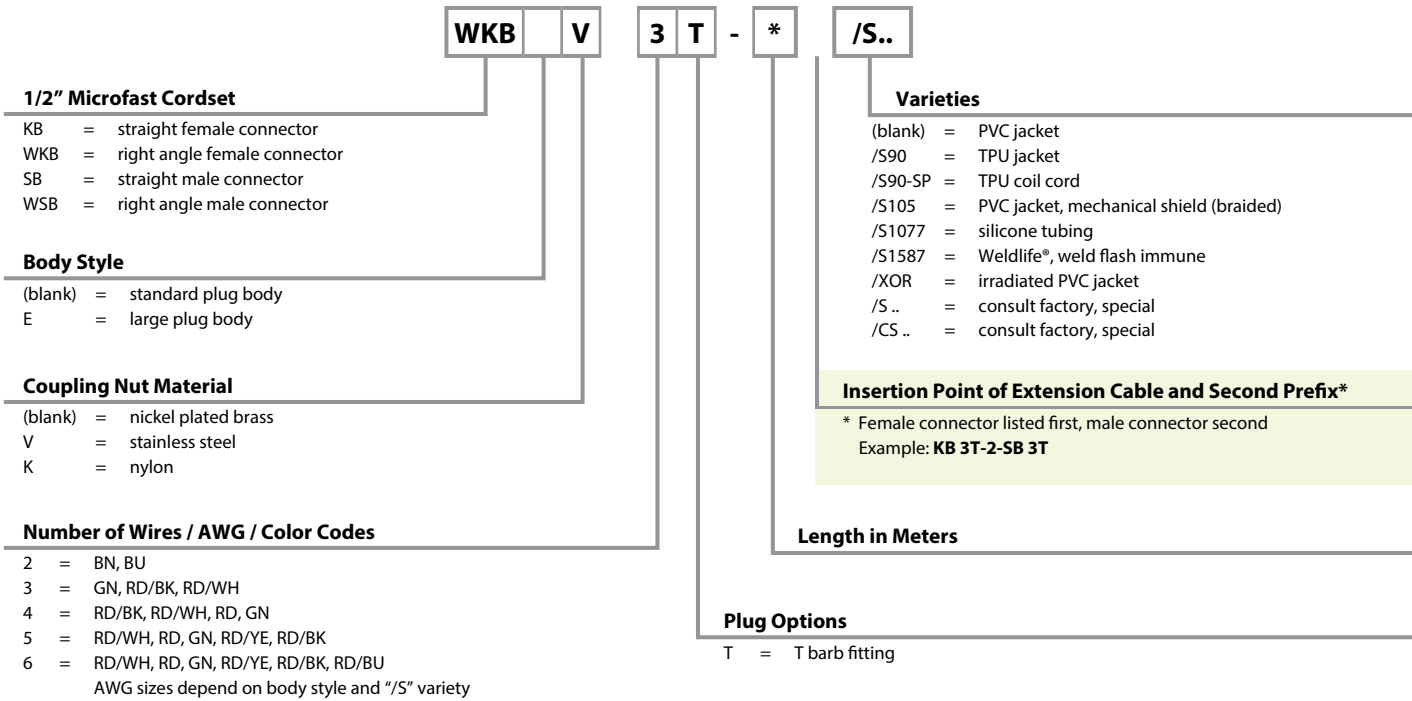 WKB V 3 T - * /S..
1/2” Microfast Cordset
KB = straight female connector
WKB = right angle female connector
SB = straight male connector
WSB = right angle male connector
Body Style
(blank) = standard plug body
E = large plug body
Coupling Nut Material
(blank) = nickel plated brass
V = stainless steel
K = nylon
Number of Wires / AWG / Color Codes
2 = BN, BU
3 = GN, RD/BK, RD/WH
4 = RD/BK, RD/WH, RD, GN
5 = RD/WH, RD, GN, RD/YE, RD/BK
6 = RD/WH, RD, GN, RD/YE, RD/BK, RD/BU
AWG sizes depend on body style and “/S” variety
Varieties
(blank) = PVC jacket
/S90 = TPU jacket
/S90-SP = TPU coil cord
/S105 = PVC jacket, mechanical shield (braided)
/S1077 = silicone tubing
/S1587 = Weldlife®, weld flash immune
/XOR = irradiated PVC jacket
/S .. = consult factory, special
/CS .. = consult factory, special
Insertion Point of Extension Cable and Second Prefix*
* Female connector listed first, male connector second
Example: KB 3T-2-SB 3T
Length in Meters
Plug Options
T = T barb fitting